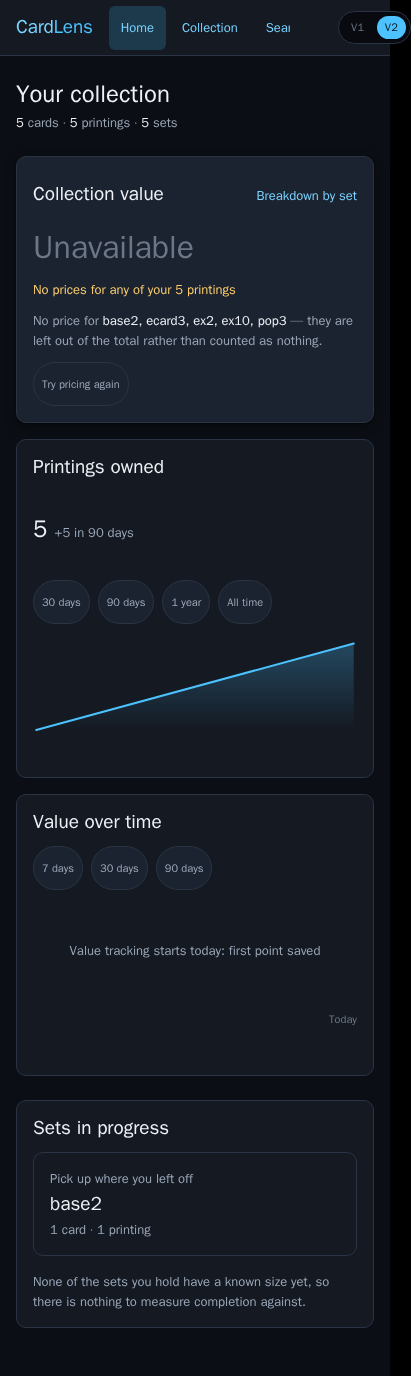 CardLens Home Collection V1 V2
Your collection
5 cards · 5 printings · 5 sets
Collection value Breakdown by set
Unavailable
No prices for any of your 5 printings
No price for base2, ecard3, ex2, ex10, pop3 — they are
left out of the total rather than counted as nothing.
Try pricing again
Printings owned
5 +5 in 90 days
30 days 90 days 1 year All time
Value over time
7 days 30 days 90 days
Value tracking starts today: first point saved
Today
Sets in progress
Pick up where you left off
base2
1 card · 1 printing
None of the sets you hold have a known size yet, so
there is nothing to measure completion against.